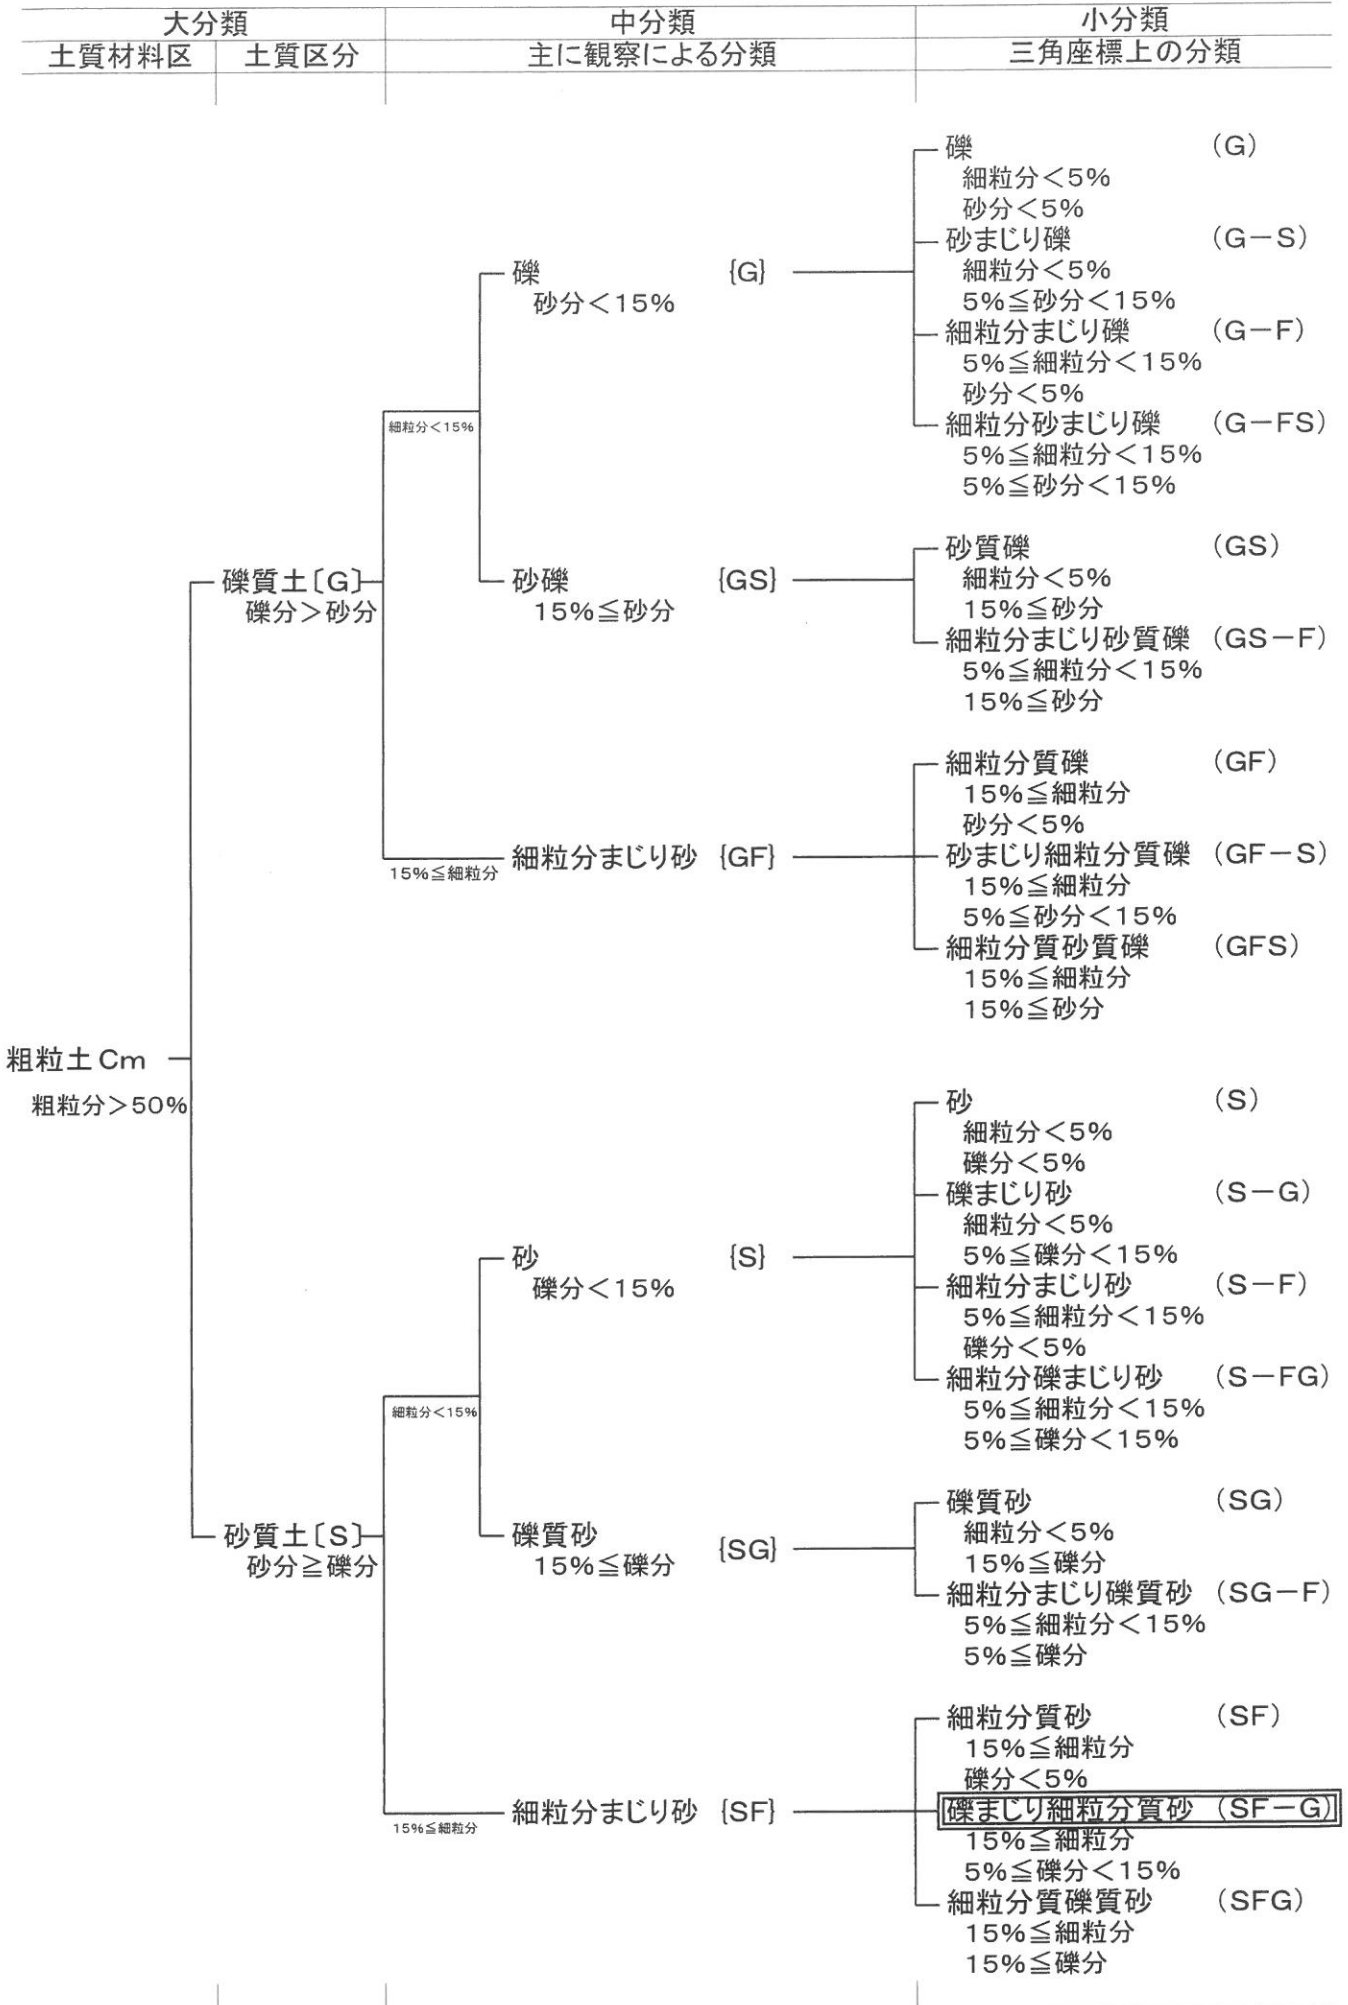 大分類 中分類 小分類
土質材料区 土質区分 主に観察による分類 三角座標上の分類
礫 (G)
細粒分<5%
砂分<5%
砂まじり礫 (G-S)
細粒分<5%
礫 {G}
砂分<15%
5%≦砂分<15%
細粒分まじり礫 (G-F)
5%≦細粒分<15%
砂分<5%
細粒分<15%
細粒分砂まじり礫 (G-FS)
5%≦細粒分<15%
5%≦砂分<15%
砂質礫 (GS)
細粒分<5%
礫質土〔G〕
礫分>砂分
砂礫 {GS}
15%≦砂分
15%≦砂分
細粒分まじり砂質礫 (GS-F)
5%≦細粒分<15%
15%≦砂分
細粒分質礫 (GF)
15%≦細粒分
砂分<5%
15%≦細粒分
細粒分まじり砂 {GF}
砂まじり細粒分質礫 (GF-S)
15%≦細粒分
5%≦砂分<15%
細粒分質砂質礫 (GFS)
15%≦細粒分
15%≦砂分
粗粒土Cm
粗粒分>50%
砂 (S)
細粒分<5%
礫分<5%
礫まじり砂 (S-G)
細粒分<5%
5%≦礫分<15%
砂 {S}
礫分<15%
細粒分まじり砂 (S-F)
5%≦細粒分<15%
礫分<5%
細粒分礫まじり砂 (S-FG)
5%≦細粒分<15%
5%≦礫分<15%
細粒分<15%
礫質砂 (SG)
細粒分<5%
15%≦礫分
砂質土〔S〕
砂分≧礫分
礫質砂 {SG}
15%≦礫分
細粒分まじり礫質砂 (SG-F)
5%≦細粒分<15%
5%≦礫分
細粒分質砂 (SF)
15%≦細粒分
礫分<5%
15%≦細粒分
細粒分まじり砂 {SF}
礫まじり細粒分質砂 (SF-G)
15%≦細粒分
5%≦礫分<15%
細粒分質礫質砂 (SFG)
15%≦細粒分
15%≦礫分